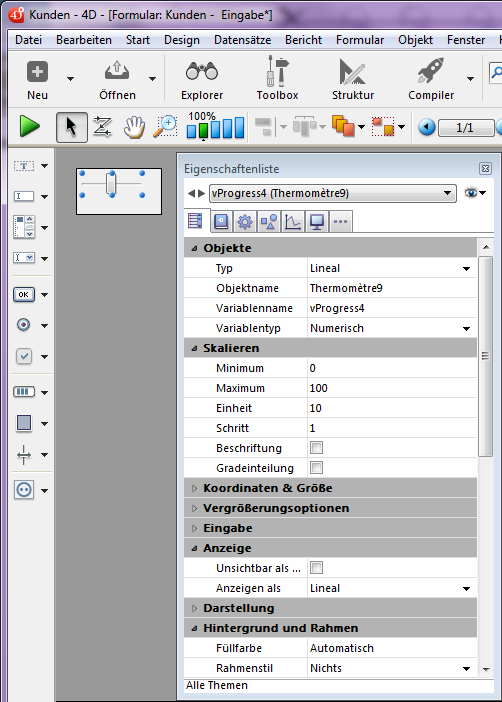 Kunden - 4D - [Formular: Kunden - Eingabe*]
Datei Bearbeiten Start Design Datensätze Bericht Formular Objekt Fenster
Neu Öffnen Explorer Toolbox Struktur Compiler
100%
1/1
Eigenschaftenliste
vProgress4 (Thermomètre9)
Objekte
Typ Lineal
Objektname Thermomètre9
Variablenname vProgress4
Variablentyp Numerisch
Skalieren
Minimum 0
Maximum 100
Einheit 10
Schritt 1
Beschriftung
Gradeinteilung
Koordinaten & Größe
Vergrößerungsoptionen
Eingabe
Anzeige
Unsichtbar als ...
Anzeigen als Lineal
Darstellung
Hintergrund und Rahmen
Füllfarbe Automatisch
Rahmenstil Nichts
Alle Themen
OK